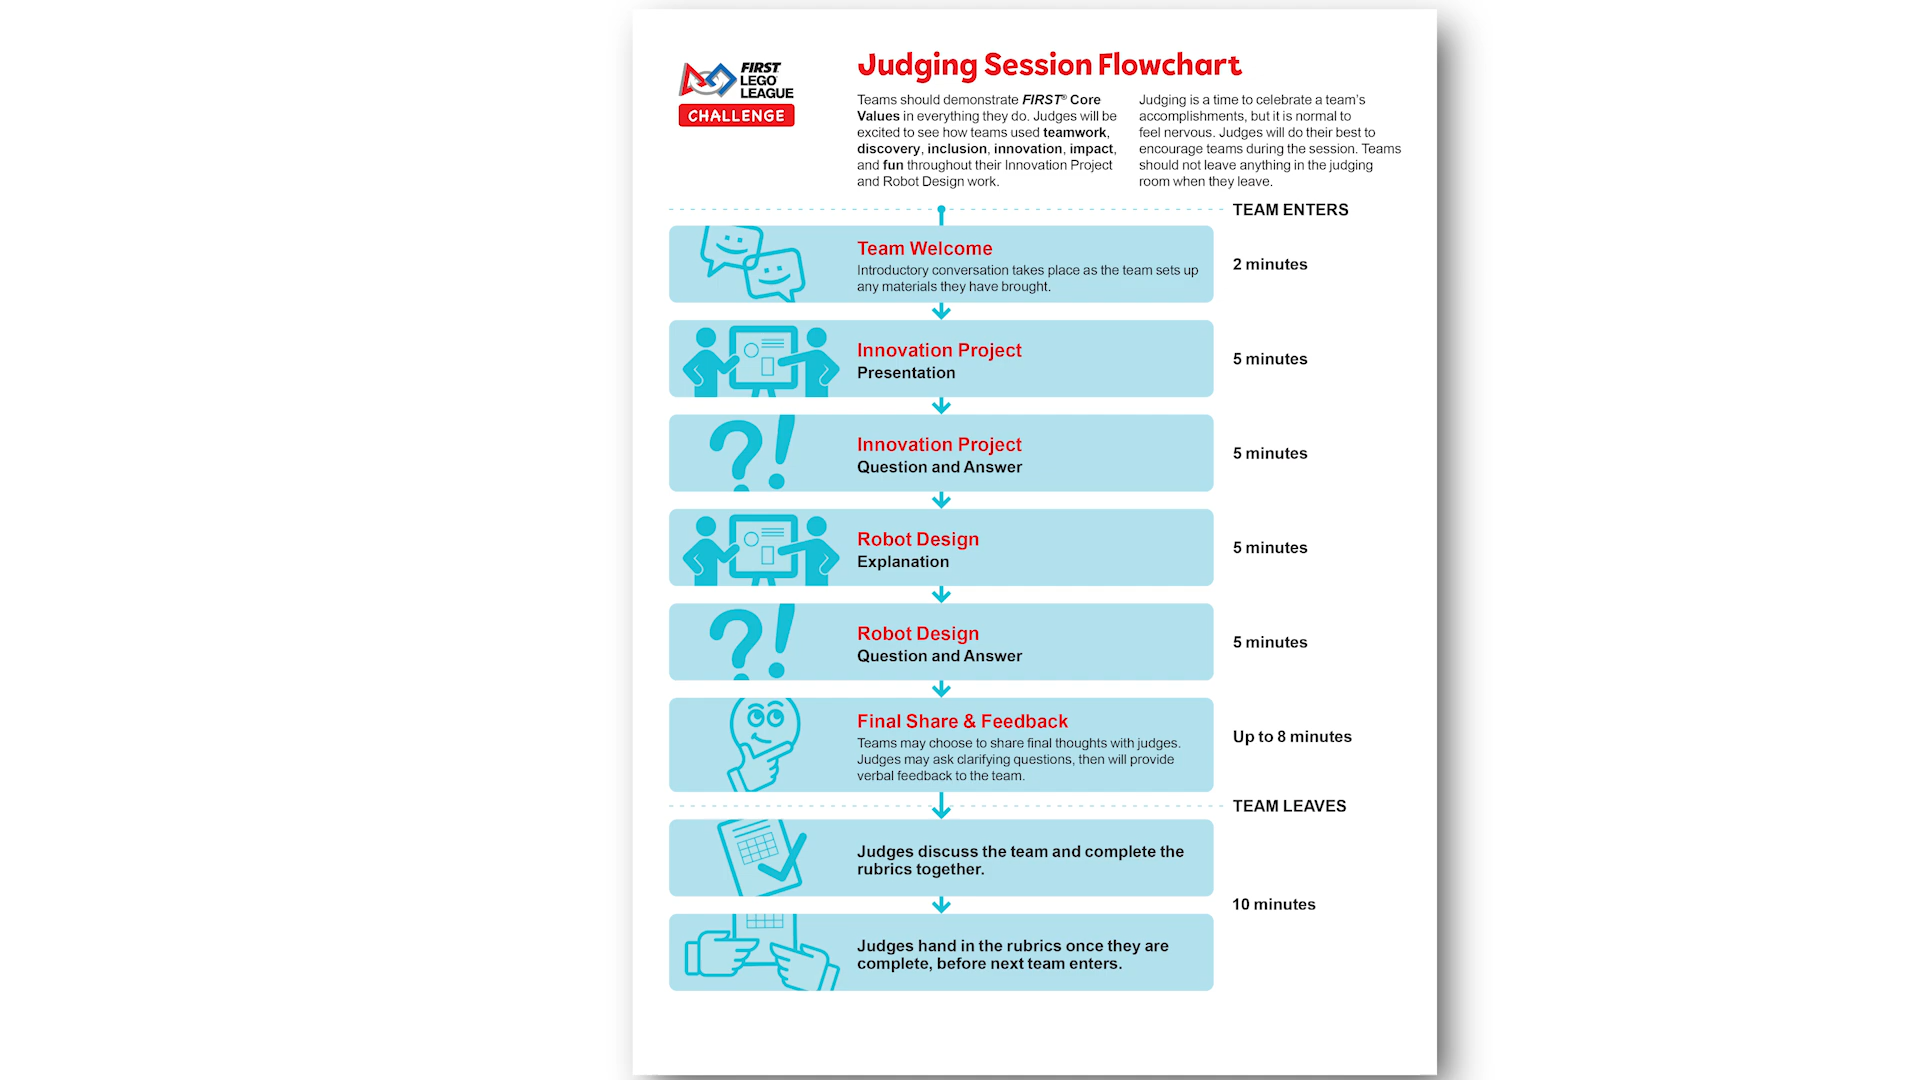 FIRST
LEGO
LEAGUE
CHALLENGE
Judging Session Flowchart
Teams should demonstrate FIRST® Core
Values in everything they do. Judges will be
excited to see how teams used teamwork,
discovery, inclusion, innovation, impact,
and fun throughout their Innovation Project
and Robot Design work.
Judging is a time to celebrate a team's
accomplishments, but it is normal to
feel nervous. Judges will do their best to
encourage teams during the session. Teams
should not leave anything in the judging
room when they leave.
TEAM ENTERS
Team Welcome
Introductory conversation takes place as the team sets up
any materials they have brought.
2 minutes
Innovation Project
Presentation
5 minutes
?!
Innovation Project
Question and Answer
5 minutes
Robot Design
Explanation
5 minutes
?!
Robot Design
Question and Answer
5 minutes
Final Share & Feedback
Teams may choose to share final thoughts with judges.
Judges may ask clarifying questions, then will provide
verbal feedback to the team.
Up to 8 minutes
TEAM LEAVES
Judges discuss the team and complete the
rubrics together.
10 minutes
Judges hand in the rubrics once they are
complete, before next team enters.